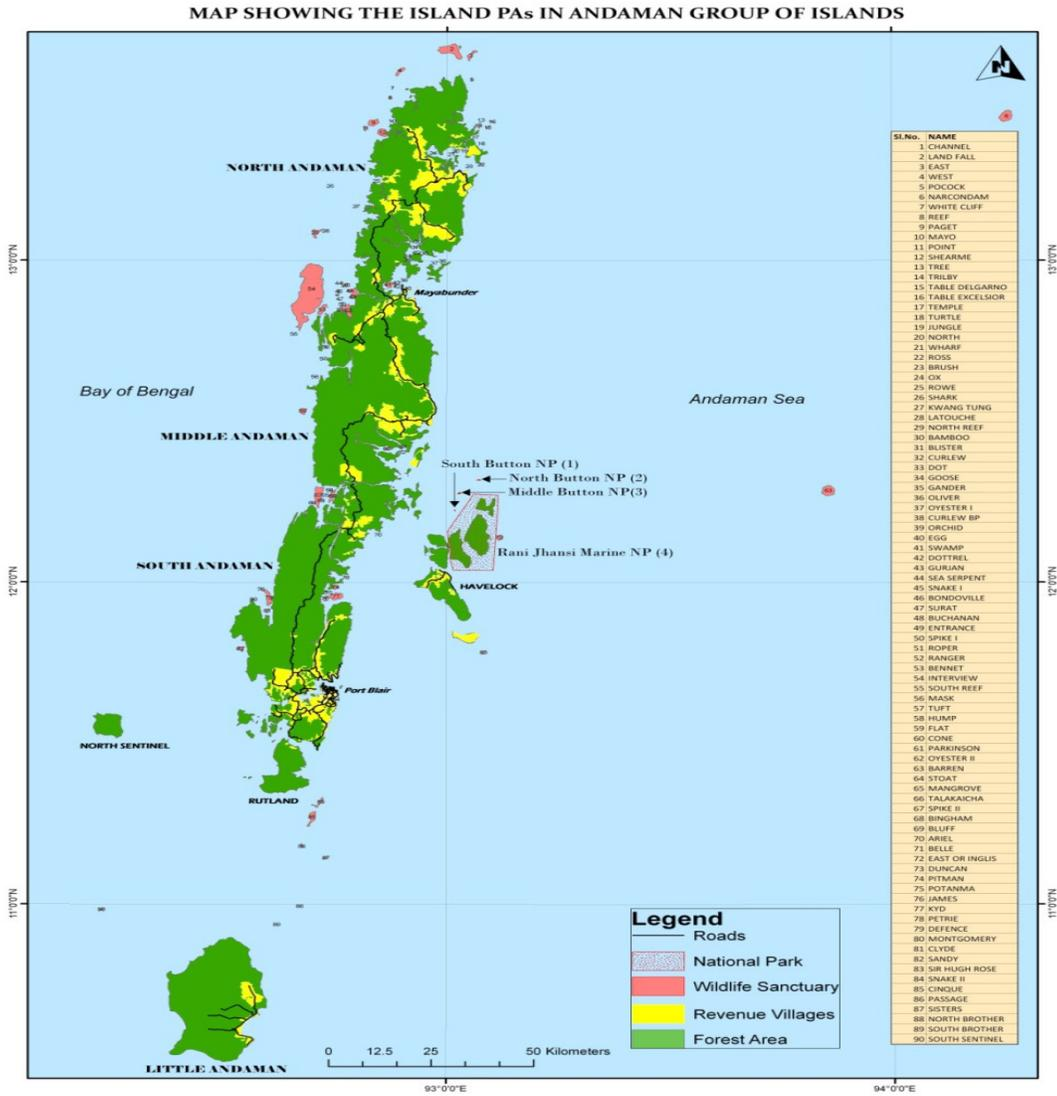 MAP SHOWING THE ISLAND PAs IN ANDAMAN GROUP OF ISLANDS
N
NORTH ANDAMAN
13°0'0"N
13°0'0"N
Mayabunder
Bay of Bengal
Andaman Sea
MIDDLE ANDAMAN
South Button NP (1)
North Button NP (2)
Middle Button NP(3)
Rani Jhansi Marine NP (4)
SOUTH ANDAMAN
12°0'0"N
12°0'0"N
HAVELOCK
Port Blair
NORTH SENTINEL
RUTLAND
11°0'0"N
11°0'0"N
LITTLE ANDAMAN
Sl.No. NAME
1 CHANNEL
2 LAND FALL
3 EAST
4 WEST
5 POCOCK
6 NARCONDAM
7 WHITE CLIFF
8 REEF
9 PAGET
10 MAYO
11 POINT
12 SHEARME
13 TREE
14 TRILBY
15 TABLE DELGARNO
16 TABLE EXCELSIOR
17 TEMPLE
18 TURTLE
19 JUNGLE
20 NORTH
21 WHARF
22 ROSS
23 BRUSH
24 OX
25 ROWE
26 SHARK
27 KWANG TUNG
28 LATOUCHE
29 NORTH REEF
30 BAMBOO
31 BLISTER
32 CURLEW
33 DOT
34 GOOSE
35 GANDER
36 OLIVER
37 OYESTER I
38 CURLEW BP
39 ORCHID
40 EGG
41 SWAMP
42 DOTTREL
43 GURJAN
44 SEA SERPENT
45 SNAKE I
46 BONDOVILLE
47 SURAT
48 BUCHANAN
49 ENTRANCE
50 SPIKE I
51 ROPER
52 RANGER
53 BENNET
54 INTERVIEW
55 SOUTH REEF
56 MASK
57 TUFT
58 HUMP
59 FLAT
60 CONE
61 PARKINSON
62 OYESTER II
63 BARREN
64 STOAT
65 MANGROVE
66 TALAKAICHA
67 SPIKE II
68 BINGHAM
69 BLUFF
70 ARIEL
71 BELLE
72 EAST OR INGLIS
73 DUNCAN
74 PITMAN
75 POTANMA
76 JAMES
77 KYD
78 PETRIE
79 DEFENCE
80 MONTGOMERY
81 CLYDE
82 SANDY
83 SIR HUGH ROSE
84 SNAKE II
85 CINQUE
86 PASSAGE
87 SISTERS
88 NORTH BROTHER
89 SOUTH BROTHER
90 SOUTH SENTINEL
Legend
Roads
National Park
Wildlife Sanctuary
Revenue Villages
Forest Area
0 12.5 25 50 Kilometers
93°0'0"E
94°0'0"E